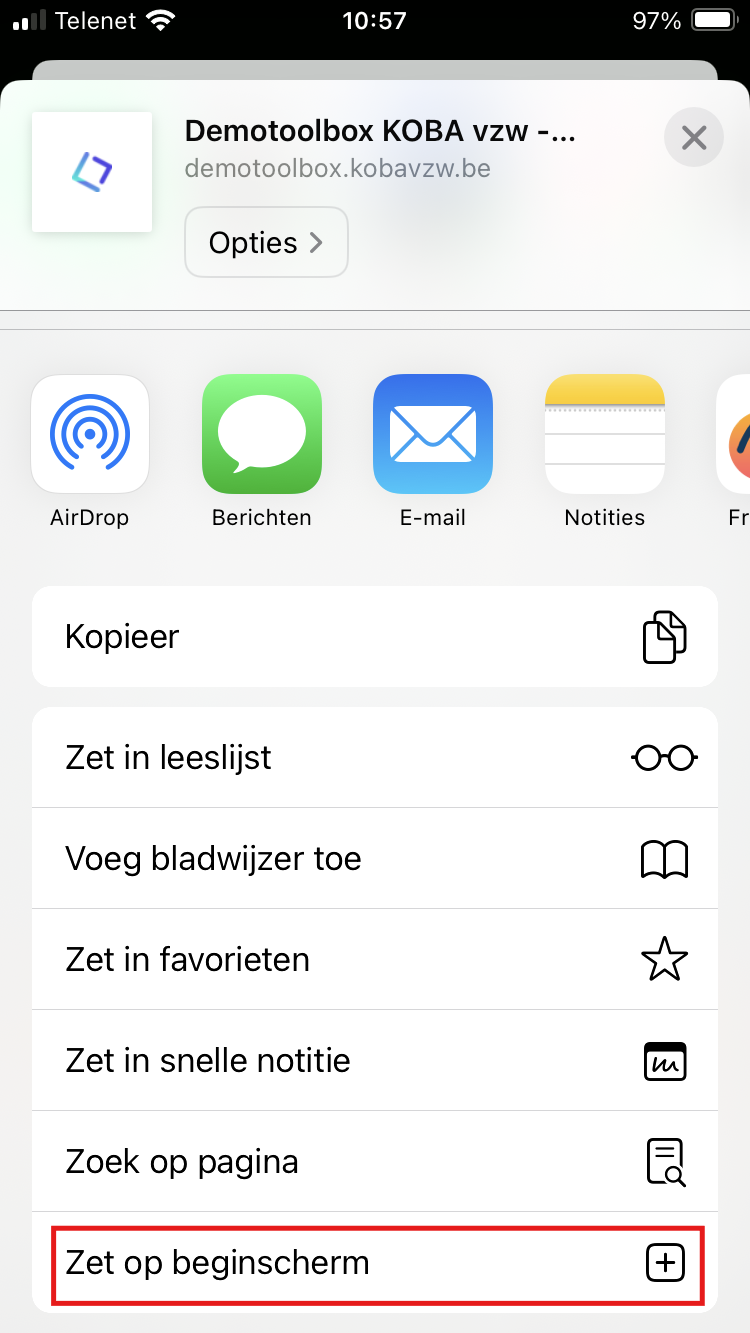 Telenet 10:57 97%
Demotoolbox KOBA vzw -...
demotoolbox.kobavzw.be
Opties
AirDrop Berichten E-mail Notities Fr
Kopieer
Zet in leeslijst
Voeg bladwijzer toe
Zet in favorieten
Zet in snelle notitie
Zoek op pagina
Zet op beginscherm